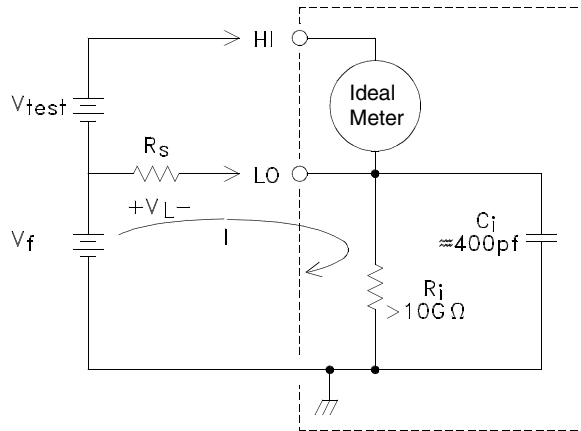 HI
Ideal
Meter
Vtest
Rs
LO
+VL−
Vf
I
Ci
≈400pf
Ri
>10GΩ